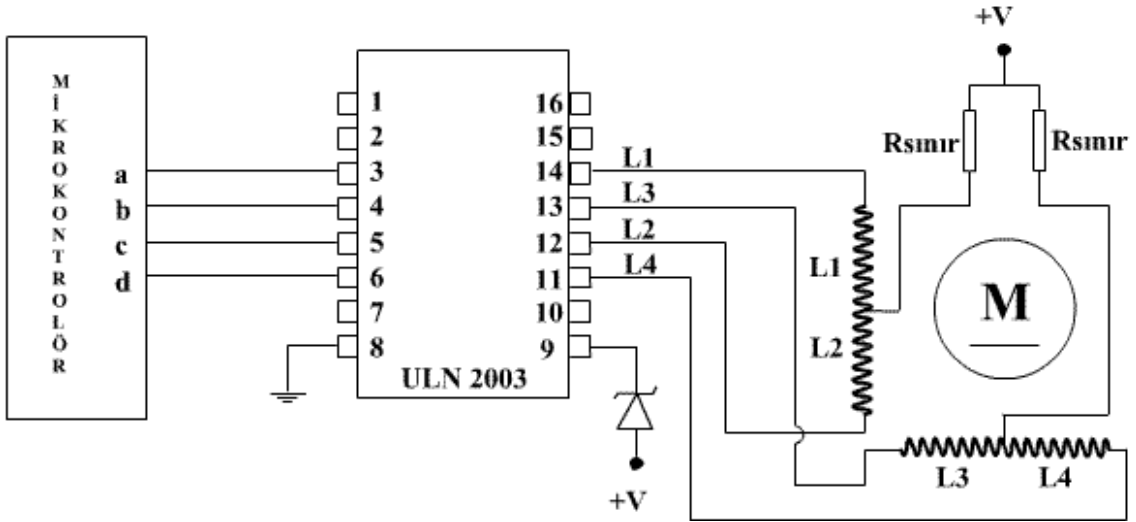 MİKROKONTROLÖR
a
b
c
d
1
2
3
4
5
6
7
8
16
15
14
13
12
11
10
9
ULN 2003
L1
L3
L2
L4
+V
+V
Rsınır
Rsınır
L1
L2
M
L3
L4